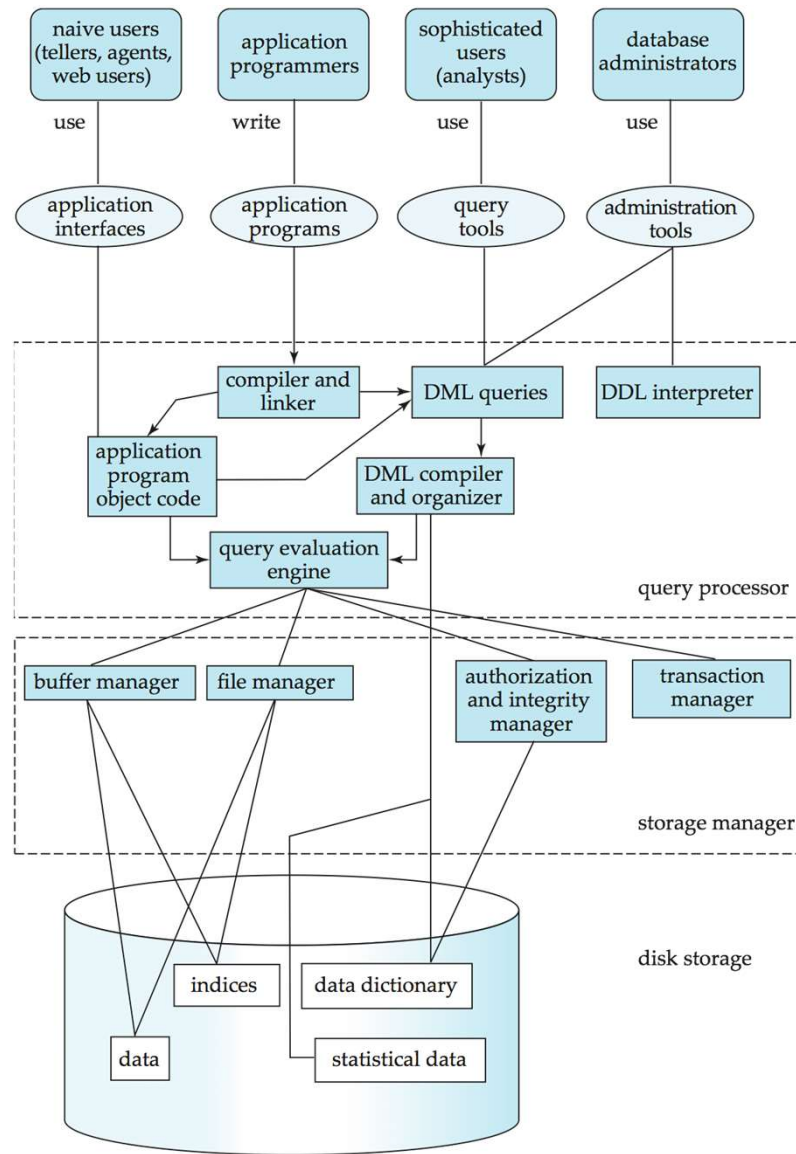 naive users
(tellers, agents,
web users)
application
programmers
sophisticated
users
(analysts)
database
administrators
use
write
use
use
application
interfaces
application
programs
query
tools
administration
tools
compiler and
linker
DML queries
DDL interpreter
application
program
object code
DML compiler
and organizer
query evaluation
engine
query processor
buffer manager
file manager
authorization
and integrity
manager
transaction
manager
storage manager
disk storage
indices
data dictionary
data
statistical data